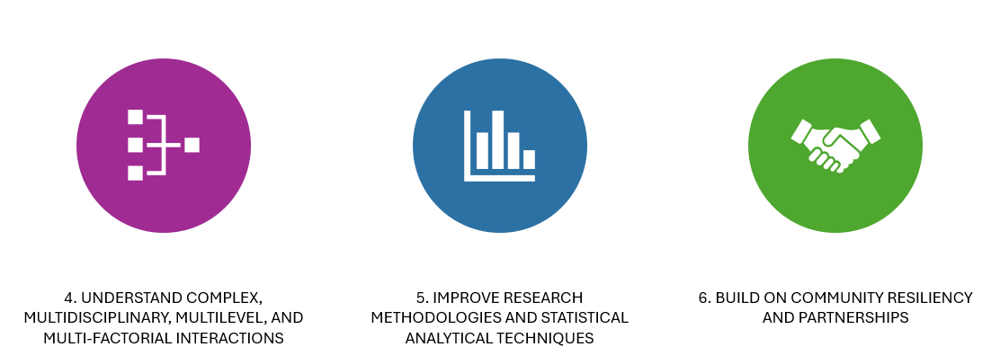 4. UNDERSTAND COMPLEX,
MULTIDISCIPLINARY, MULTILEVEL, AND
MULTI-FACTORIAL INTERACTIONS
5. IMPROVE RESEARCH
METHODOLOGIES AND STATISTICAL
ANALYTICAL TECHNIQUES
6. BUILD ON COMMUNITY RESILIENCY
AND PARTNERSHIPS